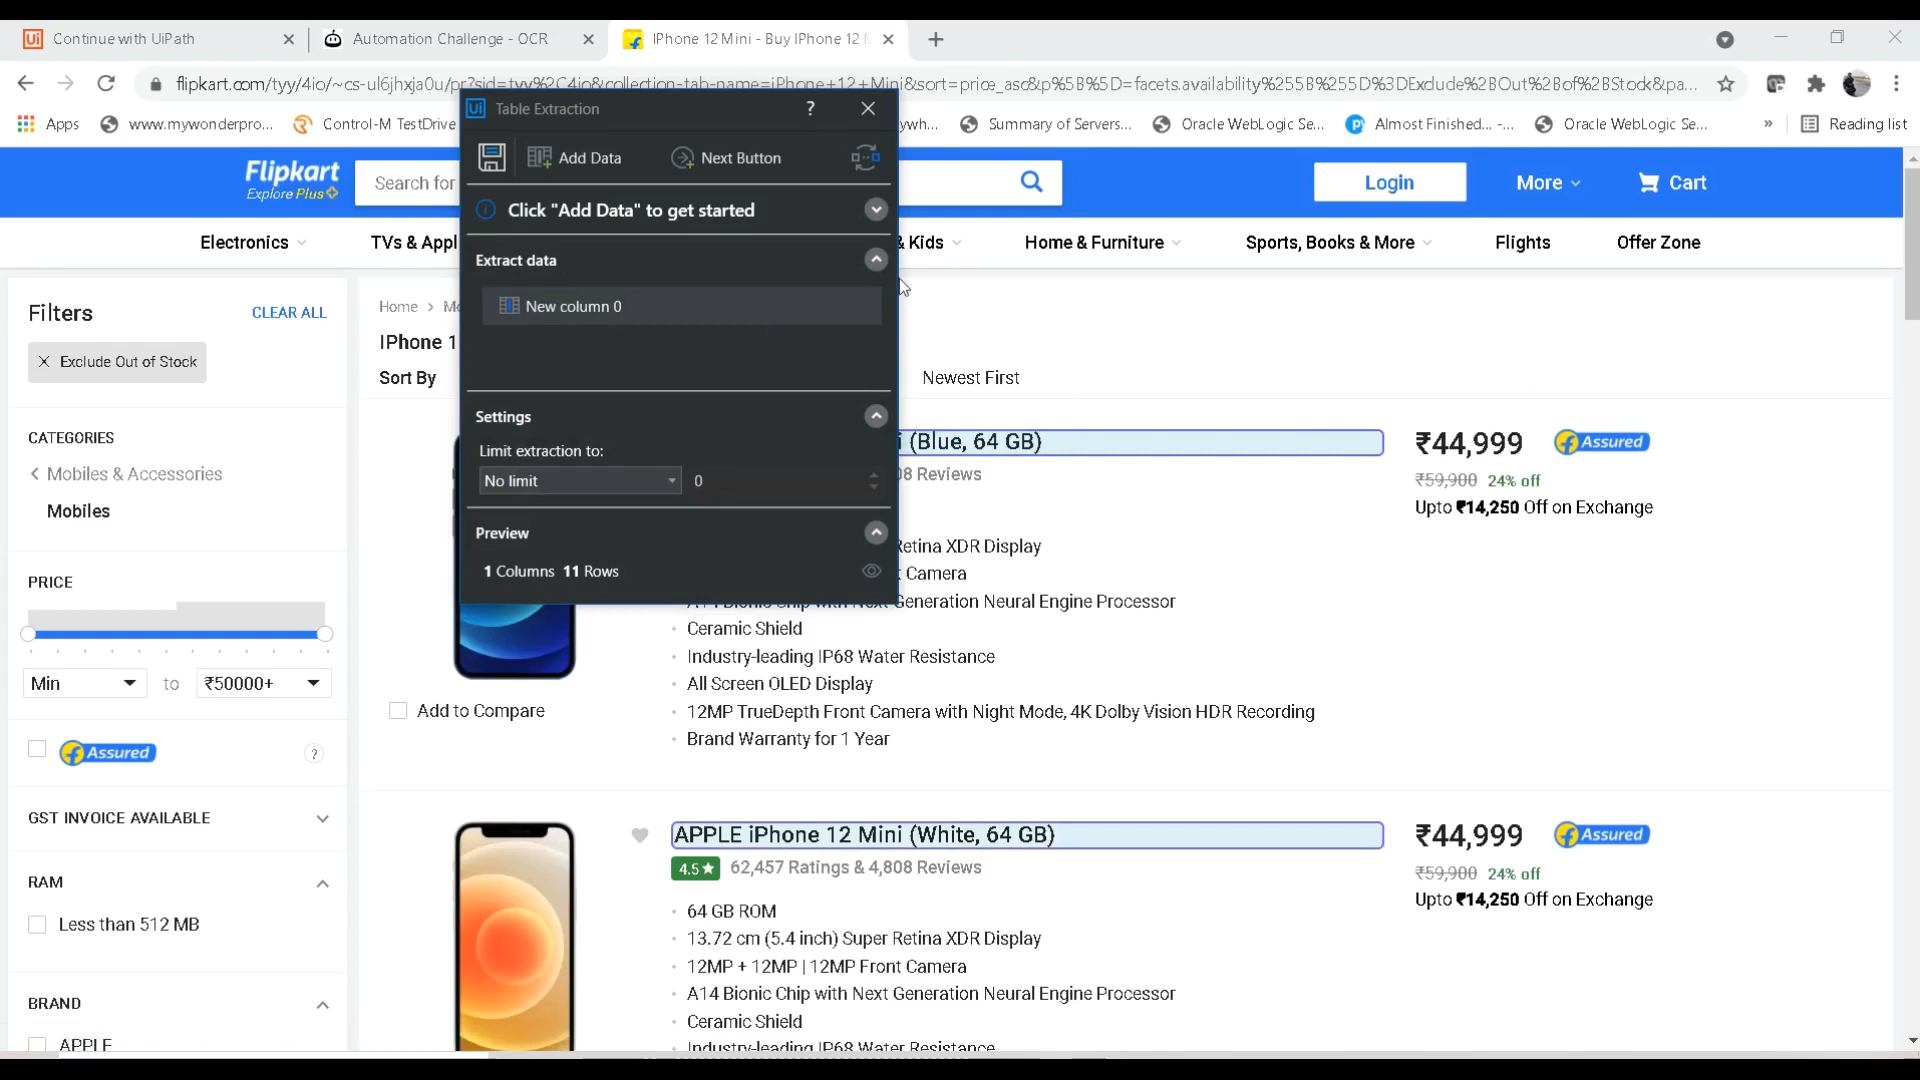 Continue with UiPath
Automation Challenge - OCR
IPhone 12 Mini - Buy IPhone 12 M
flipkart.com/tyy/4io/~cs-ul6jhxja0u/pr?sid=tyy%2C4io&collection-tab-name=iPhone+12+Mini&sort=price_asc&p%5B%5D=facets.availability%255B%255D%3DExclude%2BOut%2Bof%2BStock&pa...
Apps
www.mywonderpro...
Control-M TestDrive
ywh...
Summary of Servers...
Oracle WebLogic Se...
Almost Finished... -...
Oracle WebLogic Se...
»
Reading list
Ui Table Extraction ?
Add Data
Next Button
Click "Add Data" to get started
Extract data
New column 0
Settings
Limit extraction to:
No limit
0
Preview
1 Columns 11 Rows
Flipkart
Explore Plus
Search for
Login
More
Cart
Electronics
TVs & Appl
& Kids
Home & Furniture
Sports, Books & More
Flights
Offer Zone
Filters
CLEAR ALL
Exclude Out of Stock
CATEGORIES
Mobiles & Accessories
Mobiles
PRICE
Min
to
₹50000+
Assured
?
GST INVOICE AVAILABLE
RAM
Less than 512 MB
BRAND
APPLE
Home
IPhone 1
Sort By
Newest First
i (Blue, 64 GB)
08 Reviews
Retina XDR Display
Camera
A14 Bionic Chip with Next Generation Neural Engine Processor
Ceramic Shield
Industry-leading IP68 Water Resistance
All Screen OLED Display
12MP TrueDepth Front Camera with Night Mode, 4K Dolby Vision HDR Recording
Brand Warranty for 1 Year
Add to Compare
₹44,999
Assured
₹59,900 24% off
Upto ₹14,250 Off on Exchange
APPLE iPhone 12 Mini (White, 64 GB)
4.5★ 62,457 Ratings & 4,808 Reviews
64 GB ROM
13.72 cm (5.4 inch) Super Retina XDR Display
12MP + 12MP | 12MP Front Camera
A14 Bionic Chip with Next Generation Neural Engine Processor
Ceramic Shield
Industry-leading IP68 Water Resistance
₹44,999
Assured
₹59,900 24% off
Upto ₹14,250 Off on Exchange